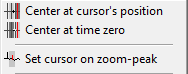 Center at cursor's position
Center at time zero
Set cursor on zoom-peak